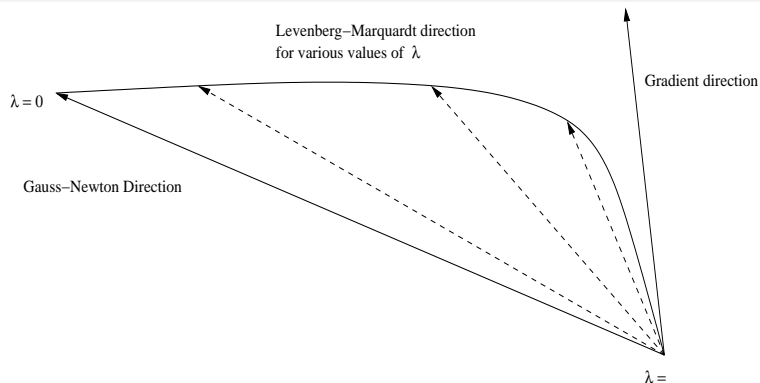 Levenberg−Marquardt direction
for various values of λ
Gradient direction
λ = 0
Gauss−Newton Direction
λ =